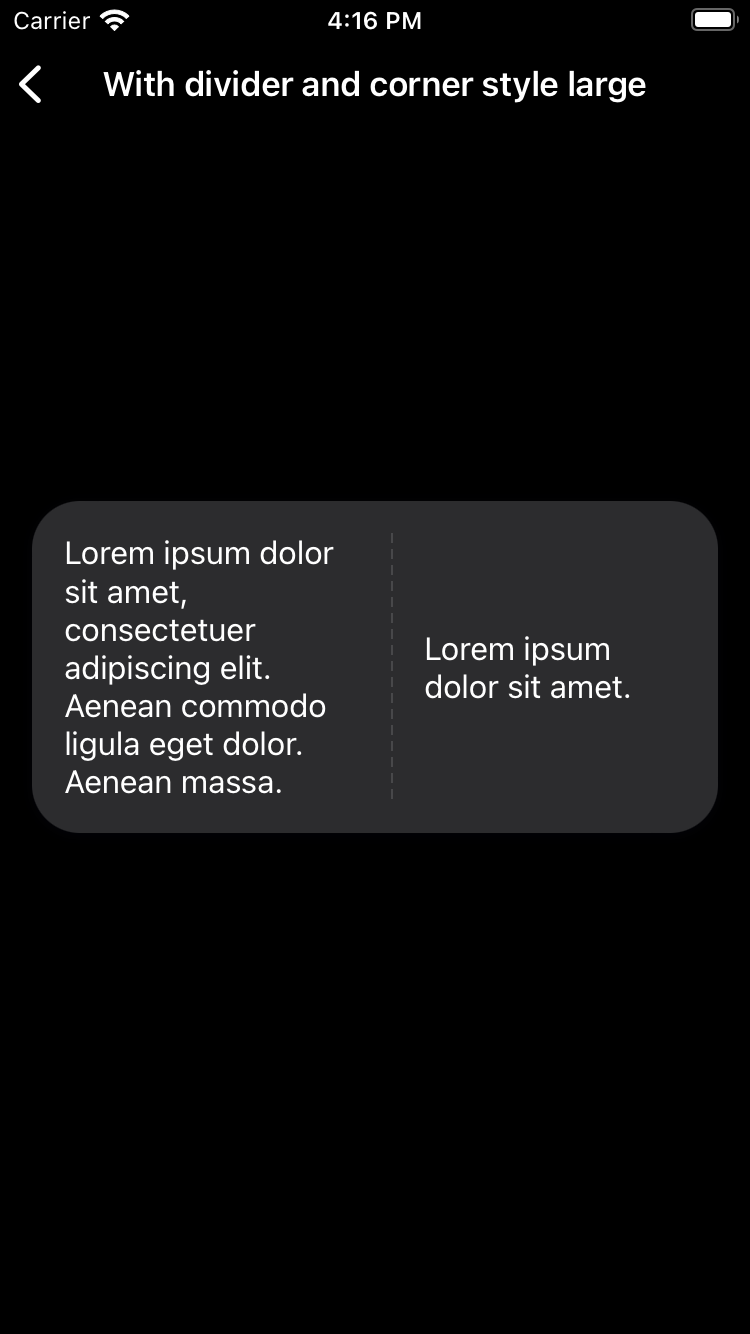 Carrier 4:16 PM
With divider and corner style large
Lorem ipsum dolor
sit amet,
consectetuer
adipiscing elit.
Aenean commodo
ligula eget dolor.
Aenean massa.
Lorem ipsum
dolor sit amet.